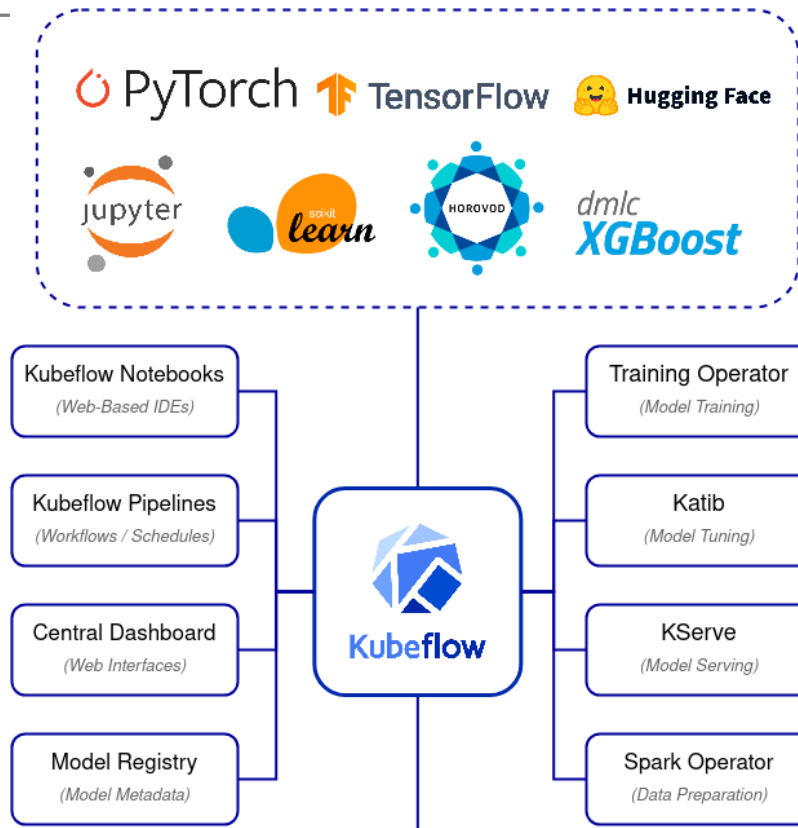 PyTorch
TensorFlow
Hugging Face
jupyter
scikit
learn
HOROVOD
dmlc
XGBoost
Kubeflow Notebooks
(Web-Based IDEs)
Kubeflow Pipelines
(Workflows / Schedules)
Central Dashboard
(Web Interfaces)
Model Registry
(Model Metadata)
Kubeflow
Training Operator
(Model Training)
Katib
(Model Tuning)
KServe
(Model Serving)
Spark Operator
(Data Preparation)